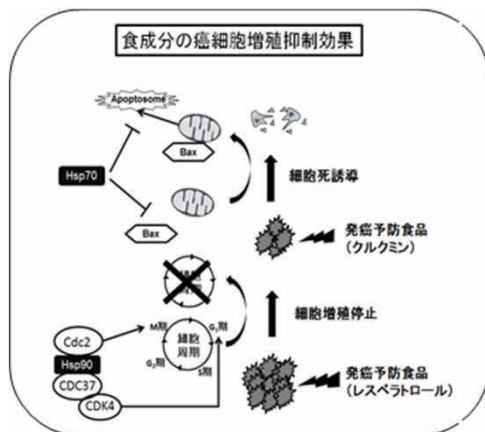 食成分の癌細胞増殖抑制効果
Apoptosome
Bax
Hsp70
細胞死誘導
Bax
発癌予防食品
(クルクミン)
細胞増殖停止
Cdc2
M期
G₁期
細胞
周期
Hsp90
G₂期
S期
CDC37
CDK4
発癌予防食品
(レスベラトロール)